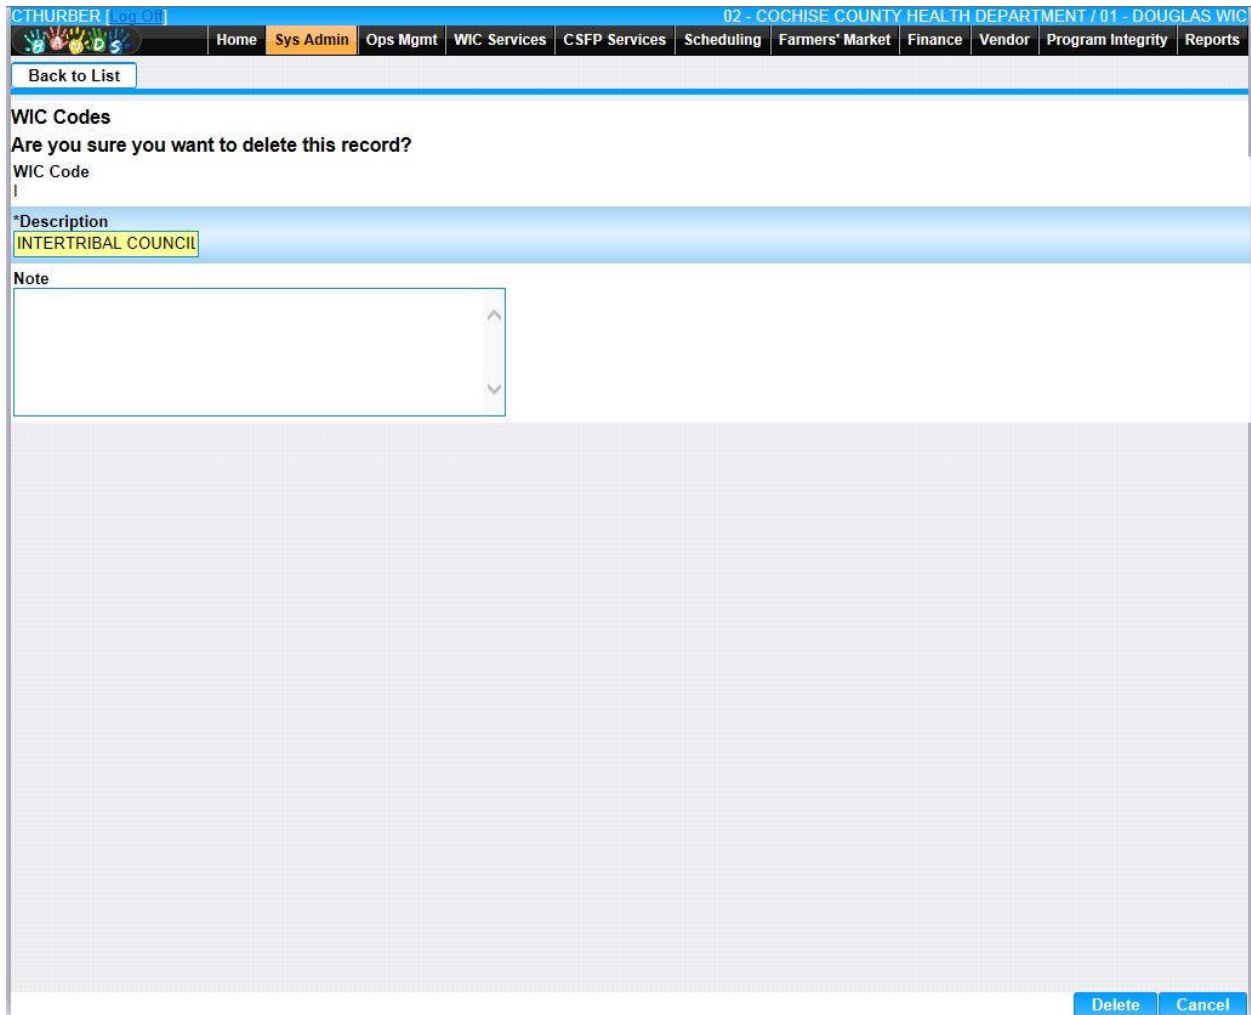 CTHURBER [Log Off] 02 - COCHISE COUNTY HEALTH DEPARTMENT / 01 - DOUGLAS WIC
BANDS Home Sys Admin Ops Mgmt WIC Services CSFP Services Scheduling Farmers' Market Finance Vendor Program Integrity Reports
Back to List
WIC Codes
Are you sure you want to delete this record?
WIC Code
I
*Description
INTERTRIBAL COUNCIL
Note
Delete Cancel